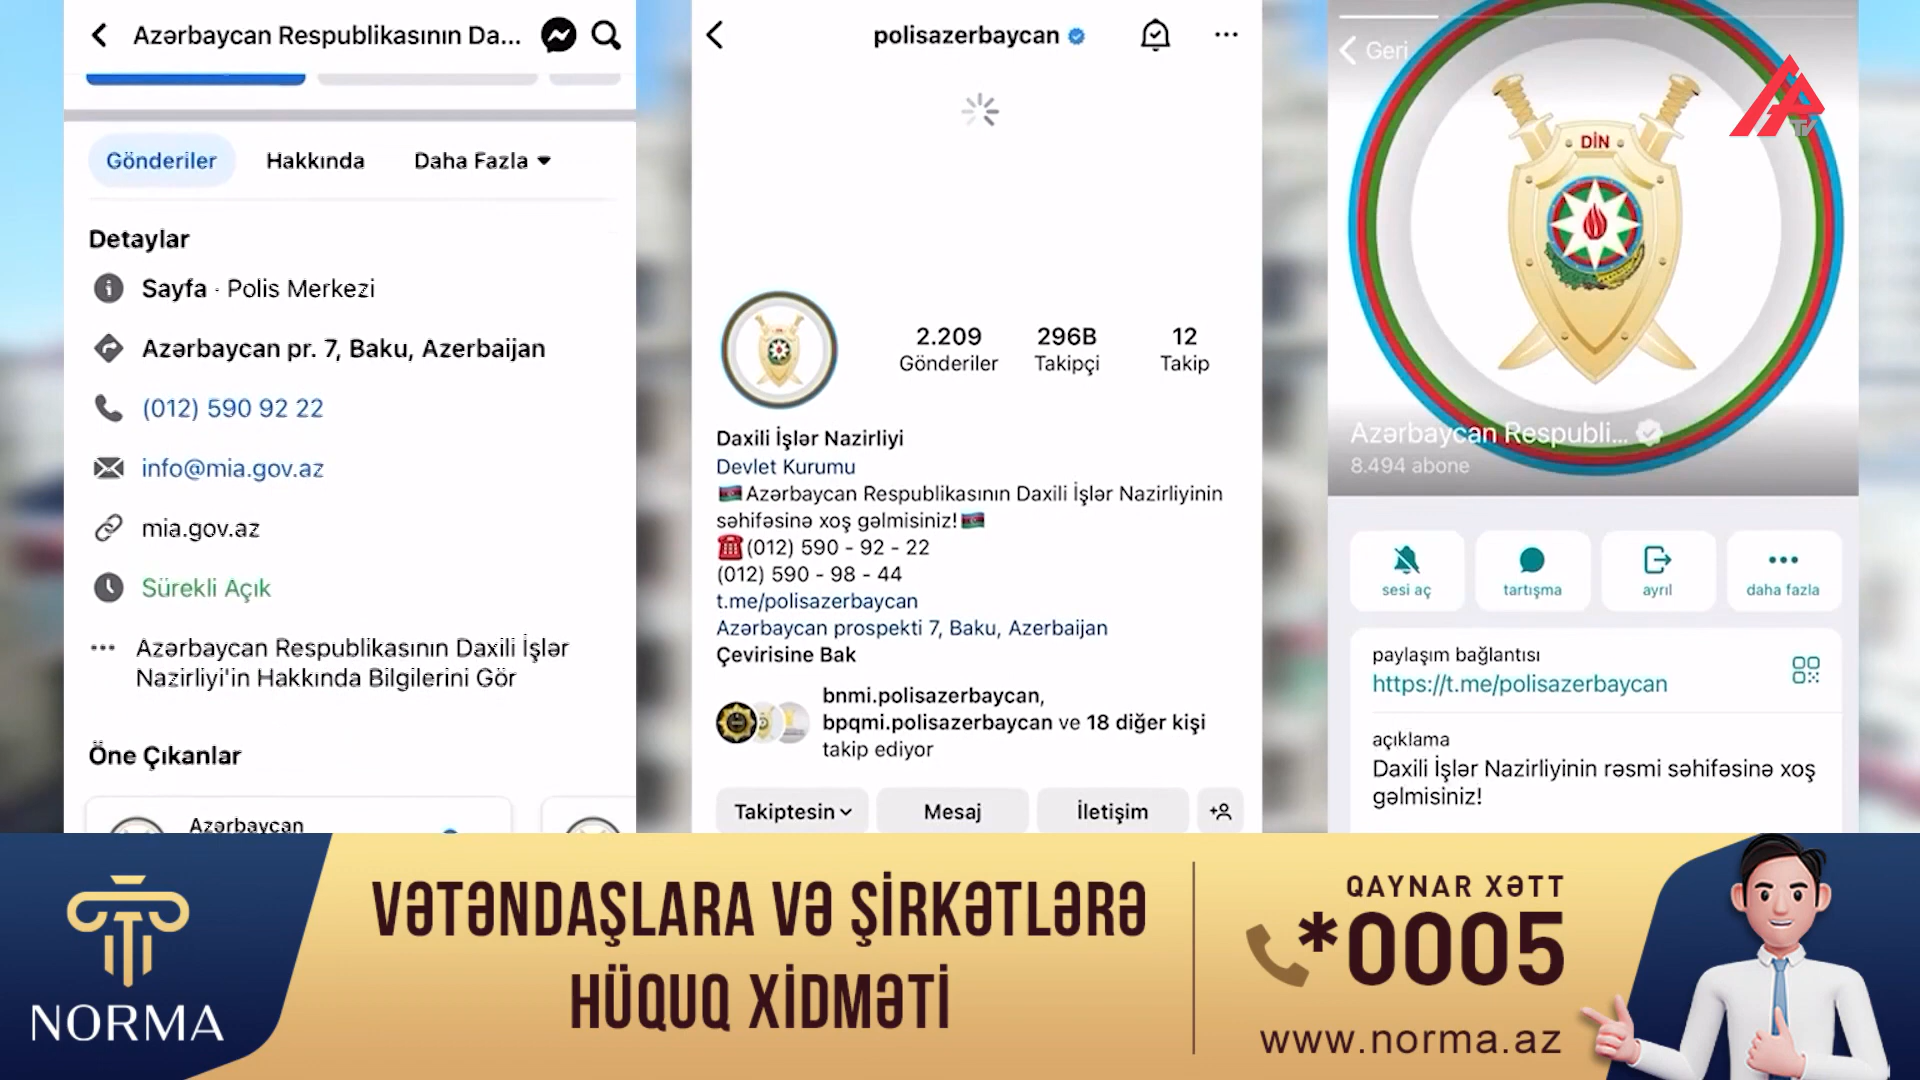 Azərbaycan Respublikasının Da...
Gönderiler
Hakkında
Daha Fazla
Detaylar
Sayfa · Polis Merkezi
Azərbaycan pr. 7, Baku, Azerbaijan
(012) 590 92 22
info@mia.gov.az
mia.gov.az
Sürekli Açık
Azərbaycan Respublikasının Daxili İşlər
Nazirliyi'in Hakkında Bilgilerini Gör
Öne Çıkanlar
Azərbaycan
polisazerbaycan
2.209
Gönderiler
296B
Takipçi
12
Takip
Daxili İşlər Nazirliyi
Devlet Kurumu
🇦🇿Azərbaycan Respublikasının Daxili İşlər Nazirliyinin
səhifəsinə xoş gəlmisiniz!🇦🇿
☎️(012) 590 - 92 - 22
(012) 590 - 98 - 44
t.me/polisazerbaycan
Azərbaycan prospekti 7, Baku, Azerbaijan
Çevirisine Bak
bnmi.polisazerbaycan,
bpqmi.polisazerbaycan ve 18 diğer kişi
takip ediyor
Takiptesin
Mesaj
İletişim
Geri
APA TV
DİN
Azərbaycan Respubli...
8.494 abone
sesi aç
tartışma
ayrıl
daha fazla
paylaşım bağlantısı
https://t.me/polisazerbaycan
açıklama
Daxili İşlər Nazirliyinin rəsmi səhifəsinə xoş
gəlmisiniz!
NORMA
VƏTƏNDAŞLARA VƏ ŞİRKƏTLƏRƏ
HÜQUQ XİDMƏTİ
QAYNAR XƏTT
*0005
www.norma.az